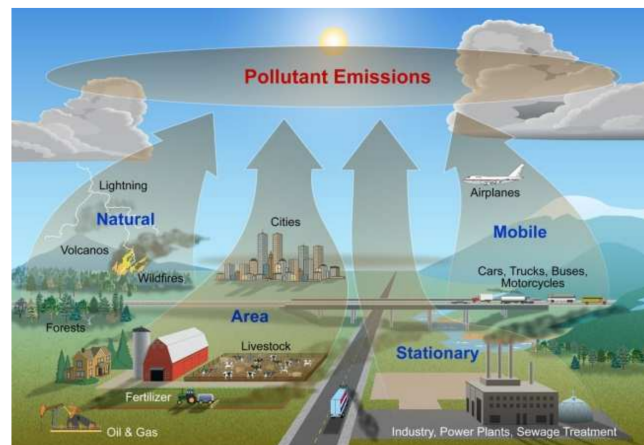 Pollutant Emissions
Lightning
Natural
Volcanos
Wildfires
Forests
Cities
Area
Livestock
Fertilizer
Oil & Gas
Airplanes
Mobile
Cars, Trucks, Buses,
Motorcycles
Stationary
Industry, Power Plants, Sewage Treatment